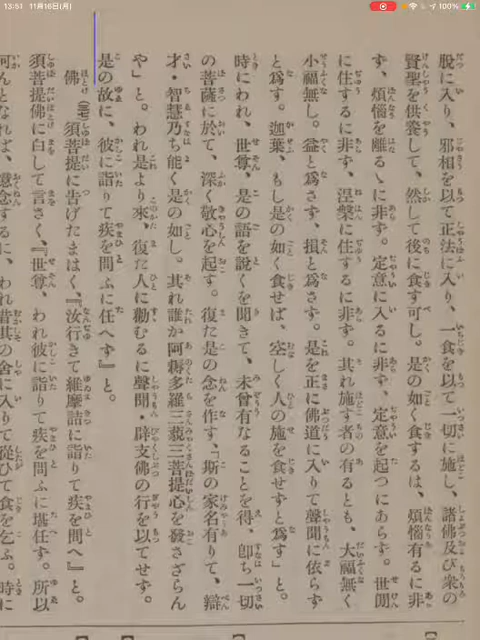 13:51 11月16日(月)
100%
脫に入り、邪相を以て正法に入り、一食を以て一切に施し、諸佛及び衆の
賢聖を供養して、然して後に食す可し。是の如く食するは、煩惱有るに非
ず、煩惱を離るゝに非ず。定意に入るに非ず、定意を起つにあらず。世間
に住するに非ず、涅槃に住するに非ず。其れ施す者の有るとも、大福無く
小福無し。益と爲さず、損と爲さず。是を正に佛道に入りて聲聞に依らず
と爲す。迦葉、もし是の如く食せば、空しく人の施を食せずと爲す』と。
時にわれ、世尊、是の語を說くを聞きて、未曾有なることを得、卽ち一切
の菩薩に於て、深く敬心を起す。復た是の念を作す、『斯の家名有りて、辯
才・智慧乃ち能く是の如し。其れ誰か阿耨多羅三藐三菩提心を發さざらん
や』と。われ是より來、復た人に勸むるに聲聞・辟支佛の行を以てせず。
是の故に、彼に詣りて疾を問ふに任へず』と。
佛、須菩提に吿げたまはく、『汝行きて維摩詰に詣りて疾を問へ』と。
須菩提佛に白して言さく、『世尊、われ彼に詣りて疾を問ふに堪任す。所以
何んとなれば、憶念するに、われ昔其の舍に入りて從ひて食を乞ふ。時に